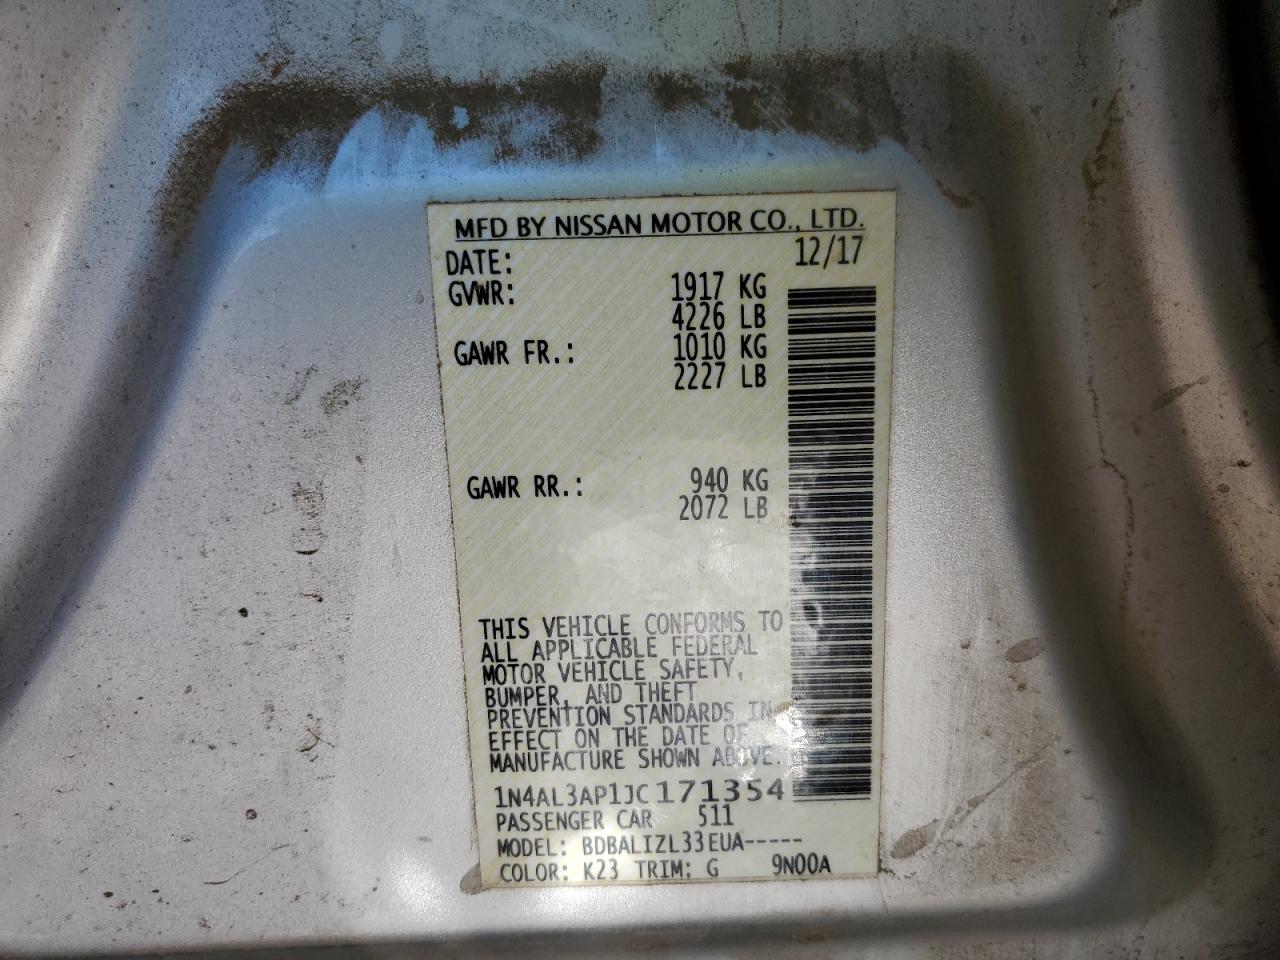 MFD BY NISSAN MOTOR CO., LTD.
DATE: 12/17
GVWR: 1917 KG
4226 LB
GAWR FR.: 1010 KG
2227 LB
GAWR RR.: 940 KG
2072 LB
THIS VEHICLE CONFORMS TO
ALL APPLICABLE FEDERAL
MOTOR VEHICLE SAFETY,
BUMPER, AND THEFT
PREVENTION STANDARDS IN
EFFECT ON THE DATE OF
MANUFACTURE SHOWN ABOVE.
1N4AL3AP1JC171354
PASSENGER CAR 511
MODEL: BDBALIZL33EUA-----
COLOR: K23 TRIM: G 9N00A